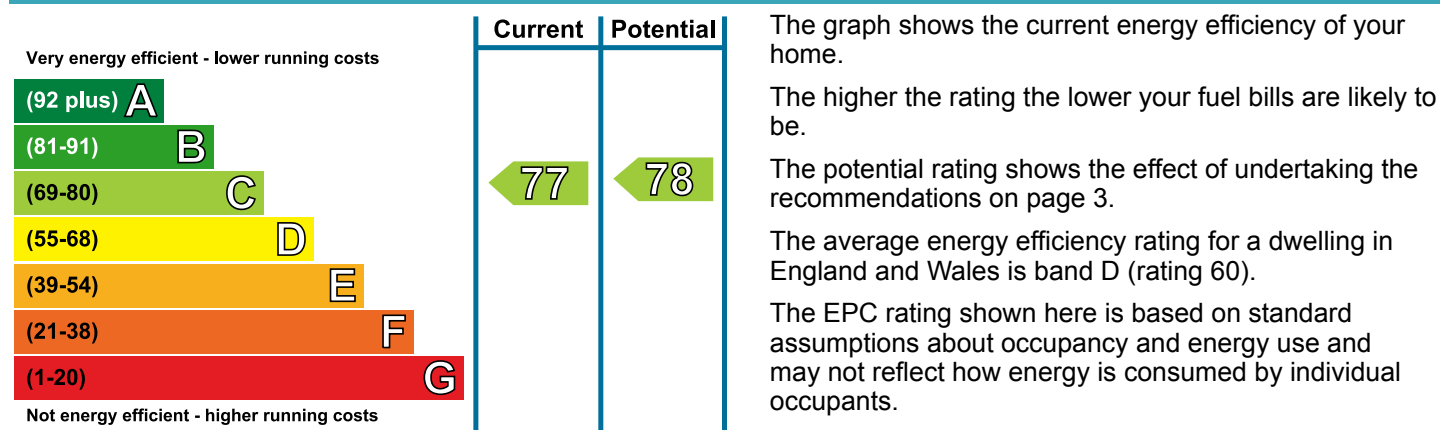 Current Potential
Very energy efficient - lower running costs
(92 plus) A
(81-91) B
(69-80) C
(55-68) D
(39-54) E
(21-38) F
(1-20) G
77 78
Not energy efficient - higher running costs
The graph shows the current energy efficiency of your
home.
The higher the rating the lower your fuel bills are likely to
be.
The potential rating shows the effect of undertaking the
recommendations on page 3.
The average energy efficiency rating for a dwelling in
England and Wales is band D (rating 60).
The EPC rating shown here is based on standard
assumptions about occupancy and energy use and
may not reflect how energy is consumed by individual
occupants.